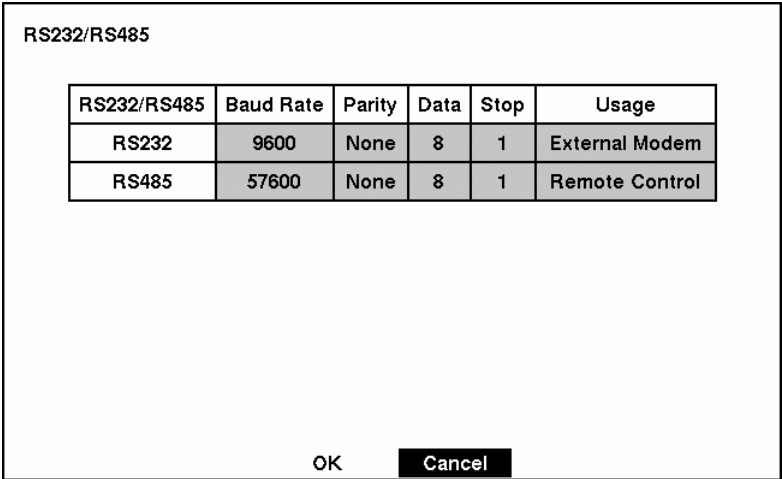 RS232/RS485
RS232/RS485 Baud Rate Parity Data Stop Usage
RS232 9600 None 8 1 External Modem
RS485 57600 None 8 1 Remote Control
OK Cancel